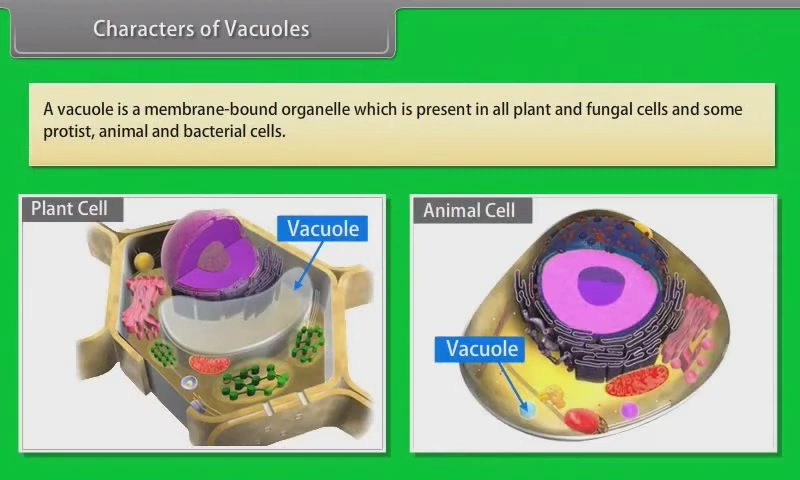 Characters of Vacuoles
A vacuole is a membrane-bound organelle which is present in all plant and fungal cells and some
protist, animal and bacterial cells.
Plant Cell
Vacuole
Animal Cell
Vacuole